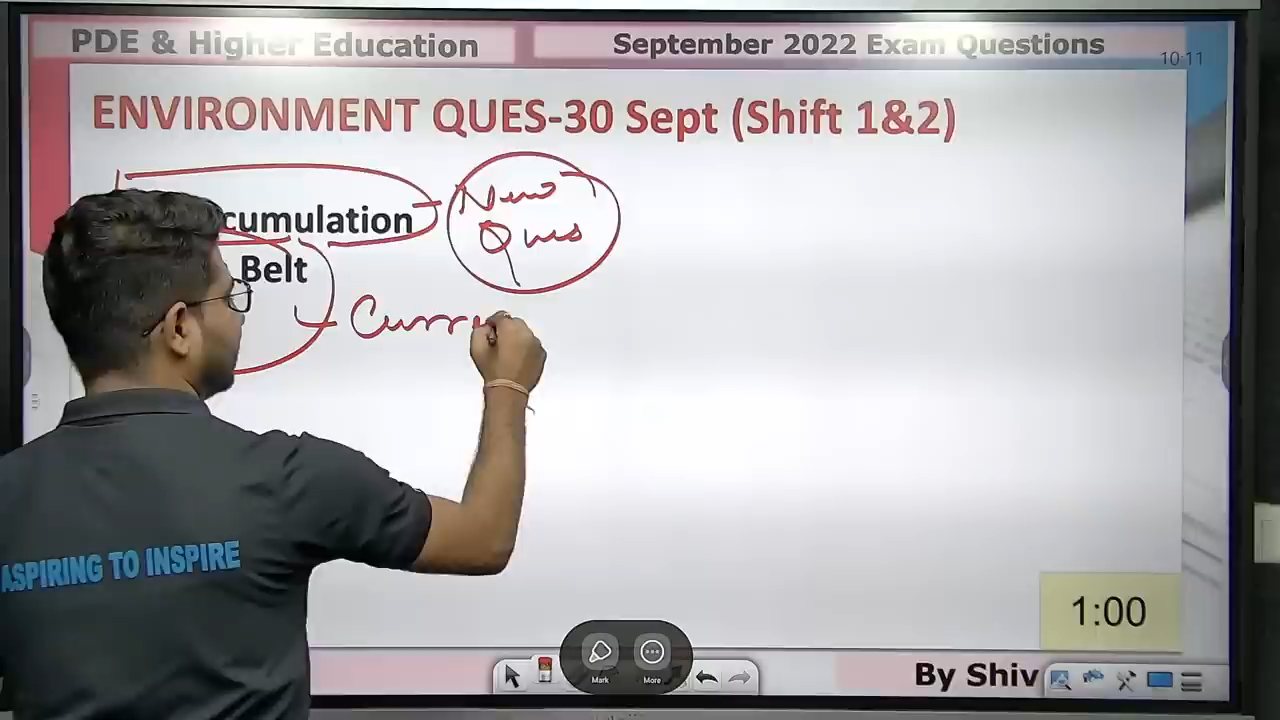 PDE & Higher Education
September 2022 Exam Questions
10:11
ENVIRONMENT QUES-30 Sept (Shift 1&2)
cumulation
New
Ques
Belt
Curre
ASPIRING TO INSPIRE
1:00
Mark
More
By Shiv